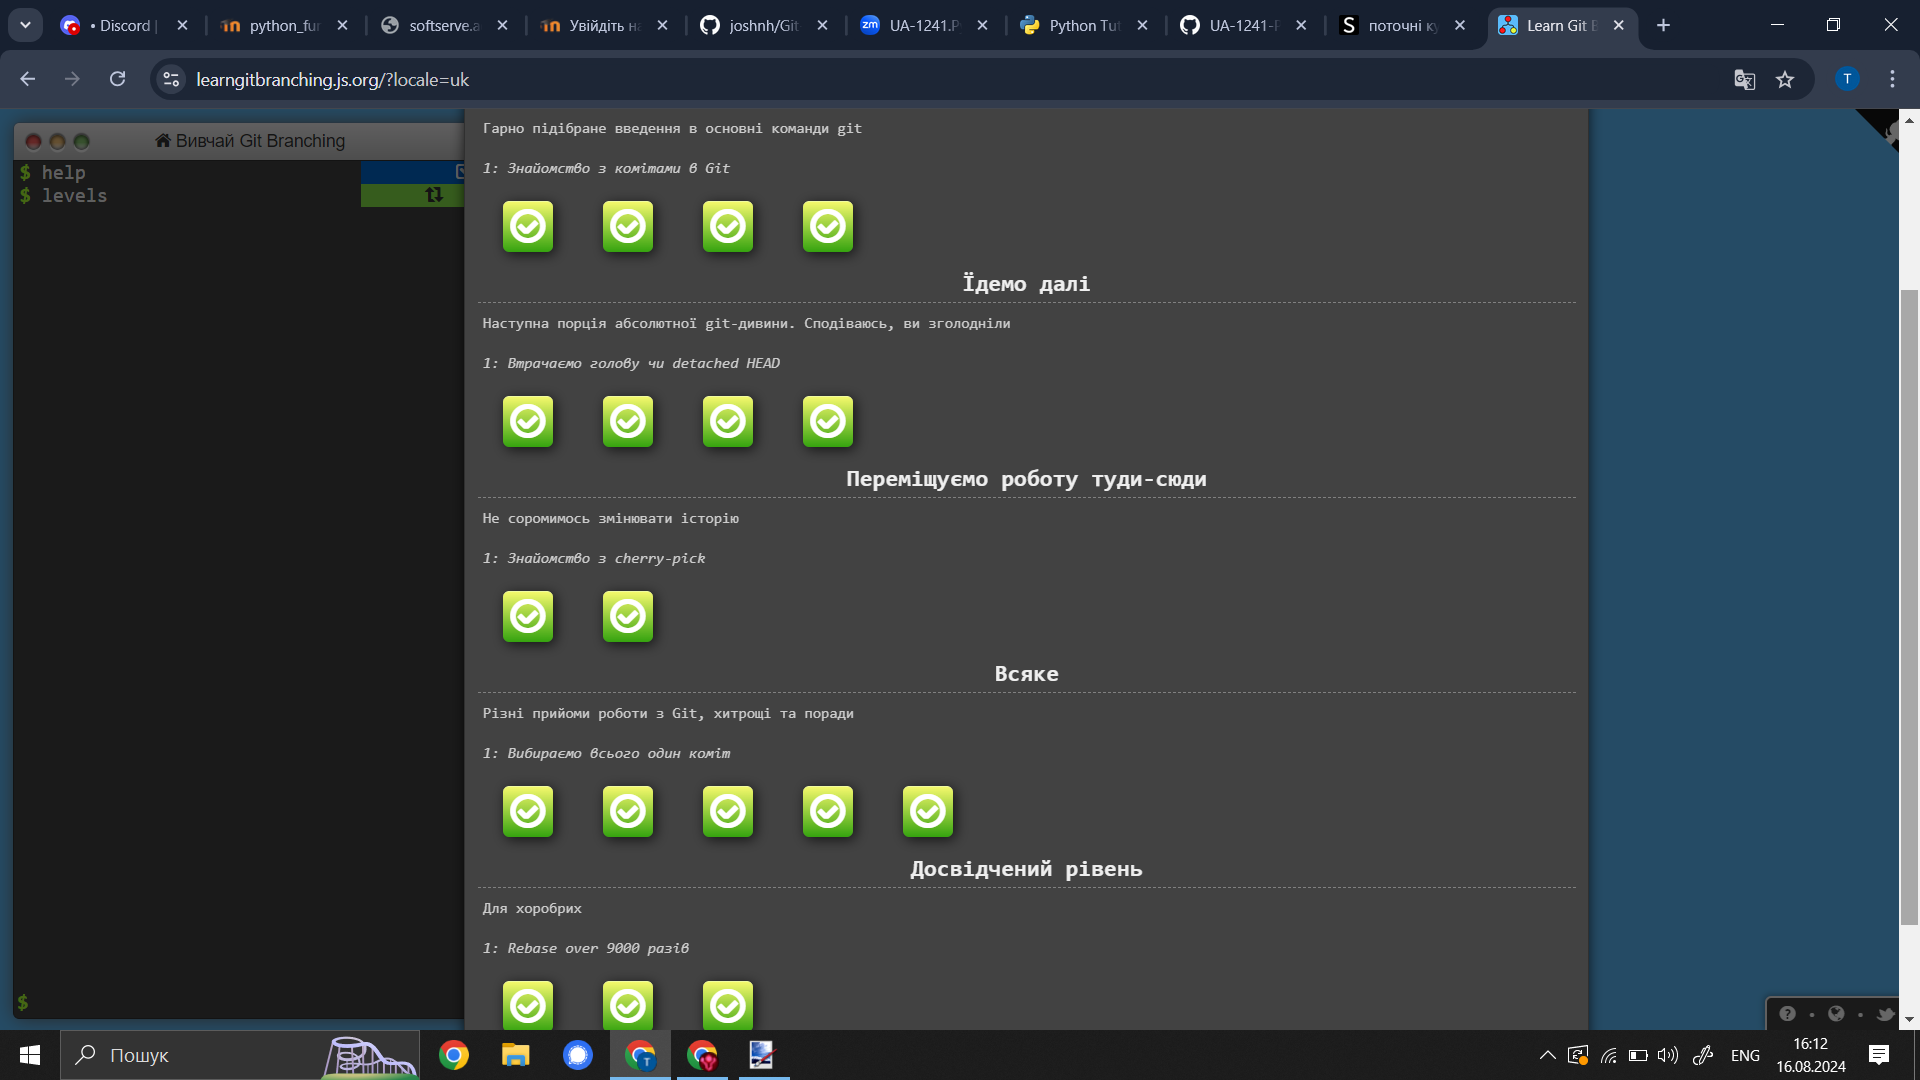 • Discord |
python_fur
softserve.a
Увійдіть на
joshnh/Git
UA-1241.P
Python Tut
UA-1241-P
поточні ку
Learn Git B
learngitbranching.js.org/?locale=uk
T
Вивчай Git Branching
$ help
$ levels
$
Гарно підібране введення в основні команди git
1: Знайомство з комітами в Git
Їдемо далі
Наступна порція абсолютної git-дивини. Сподіваюсь, ви зголодніли
1: Втрачаємо голову чи detached HEAD
Переміщуємо роботу туди-сюди
Не соромимось змінювати історію
1: Знайомство з cherry-pick
Всяке
Різні прийоми роботи з Git, хитрощі та поради
1: Вибираємо всього один коміт
Досвідчений рівень
Для хоробрих
1: Rebase over 9000 разів
Пошук
ENG
16:12
16.08.2024